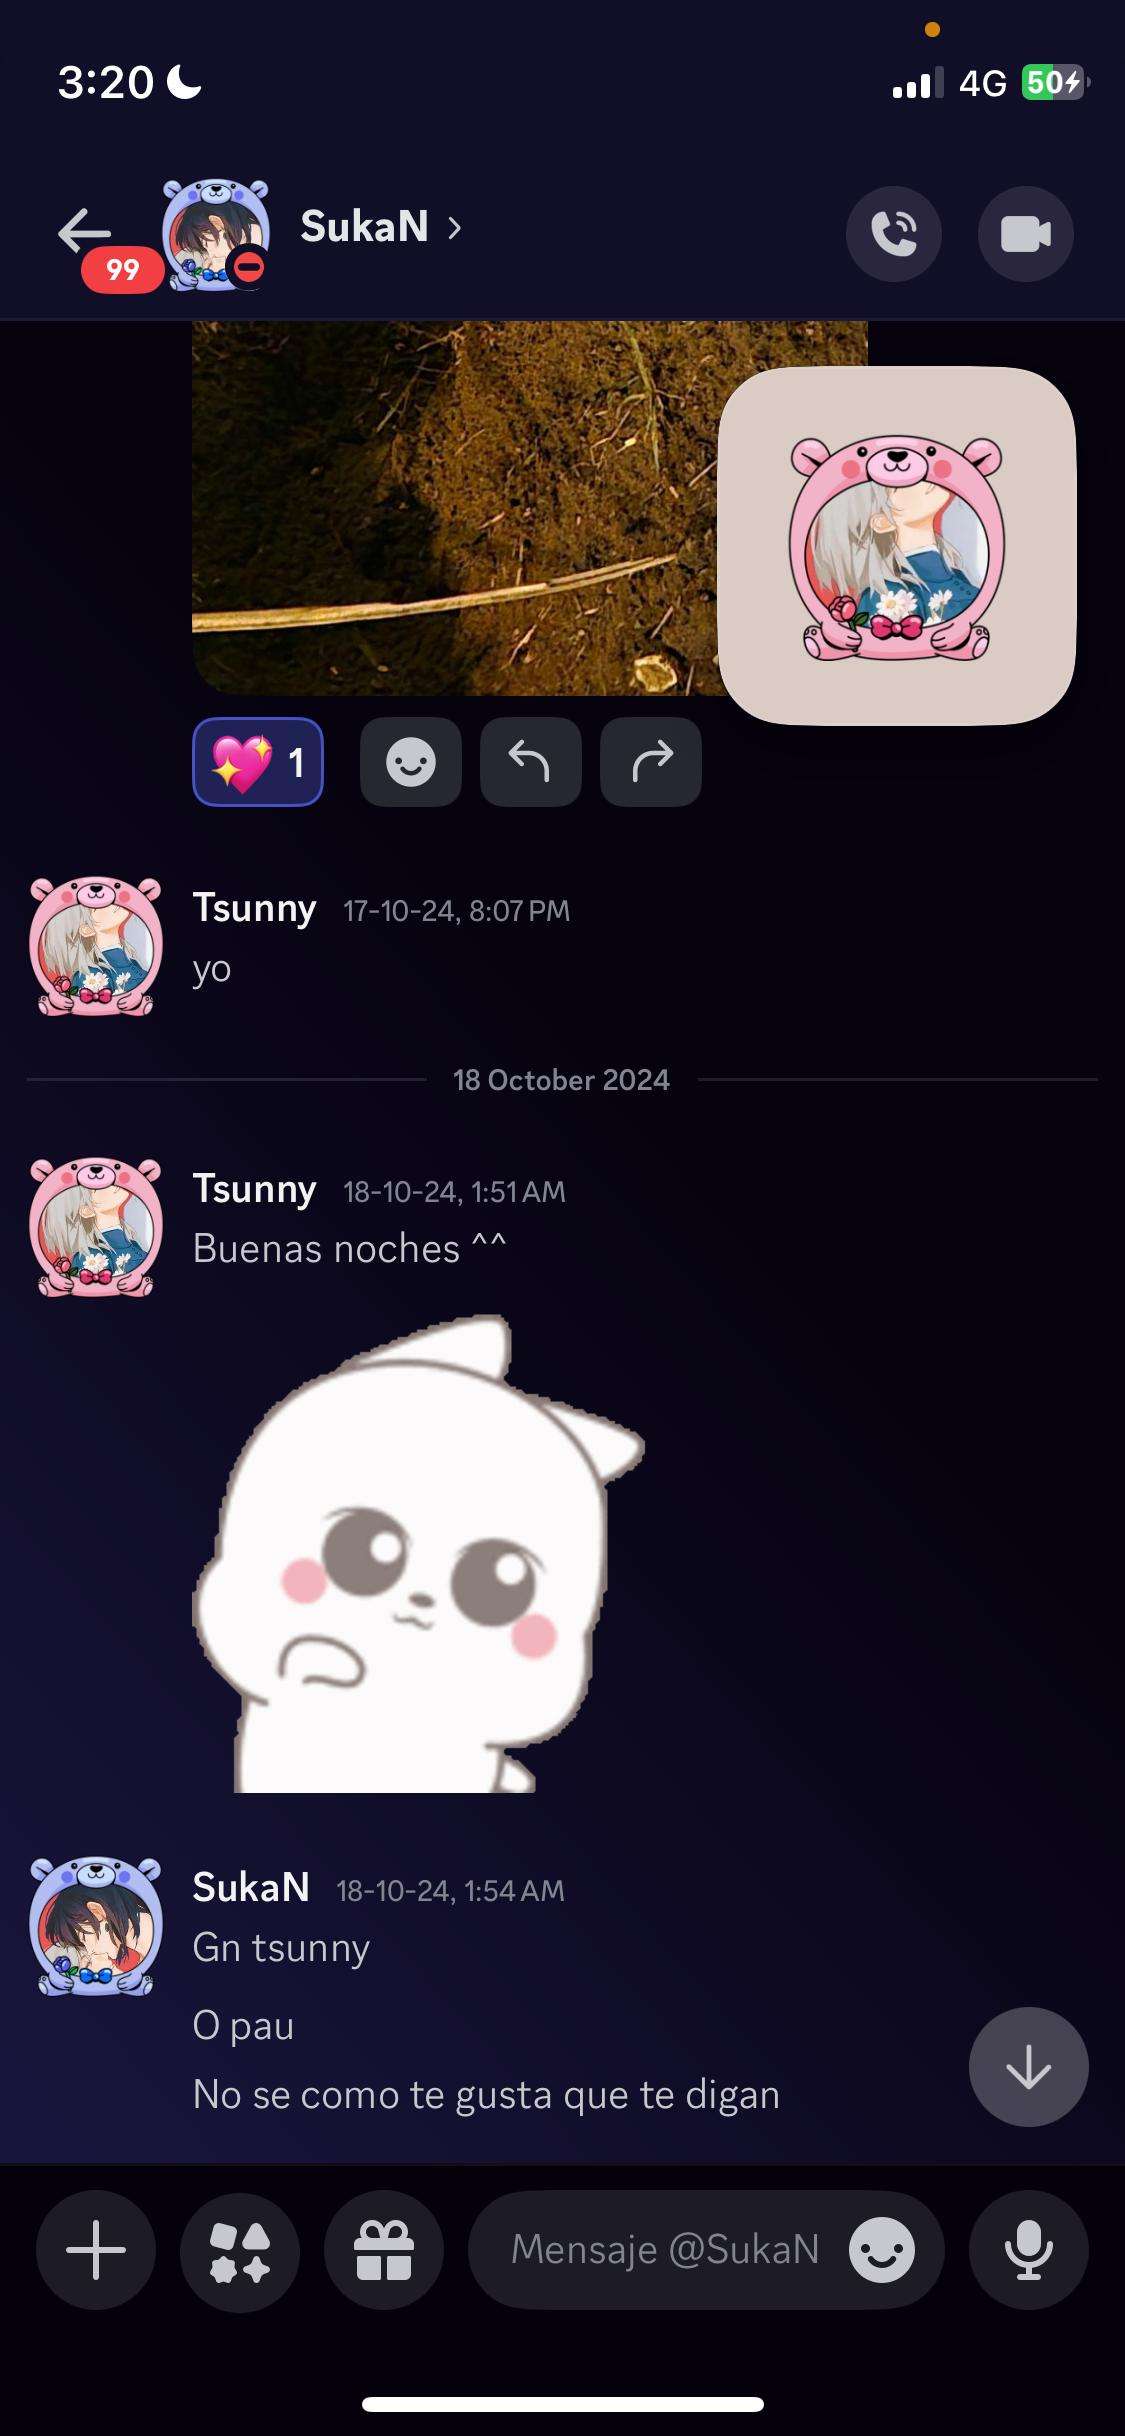 3:20
4G
50
99
SukaN
1
Tsunny 17-10-24, 8:07 PM
yo
18 October 2024
Tsunny 18-10-24, 1:51 AM
Buenas noches ^^
SukaN 18-10-24, 1:54 AM
Gn tsunny
O pau
No se como te gusta que te digan
Mensaje @SukaN